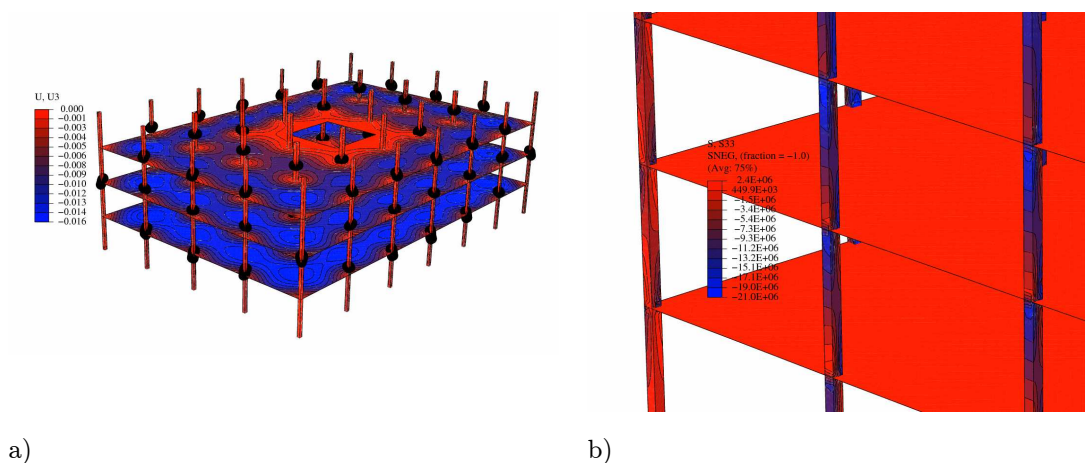 U, U3
0.000
−0.001
−0.003
−0.004
−0.005
−0.006
−0.008
−0.009
−0.010
−0.012
−0.013
−0.014
−0.016
S, S33
SNEG, (fraction = −1.0)
(Avg: 75%)
2.4E+06
449.9E+03
−1.5E+06
−3.4E+06
−5.4E+06
−7.3E+06
−9.3E+06
−11.2E+06
−13.2E+06
−15.1E+06
−17.1E+06
−19.0E+06
−21.0E+06
a)
b)